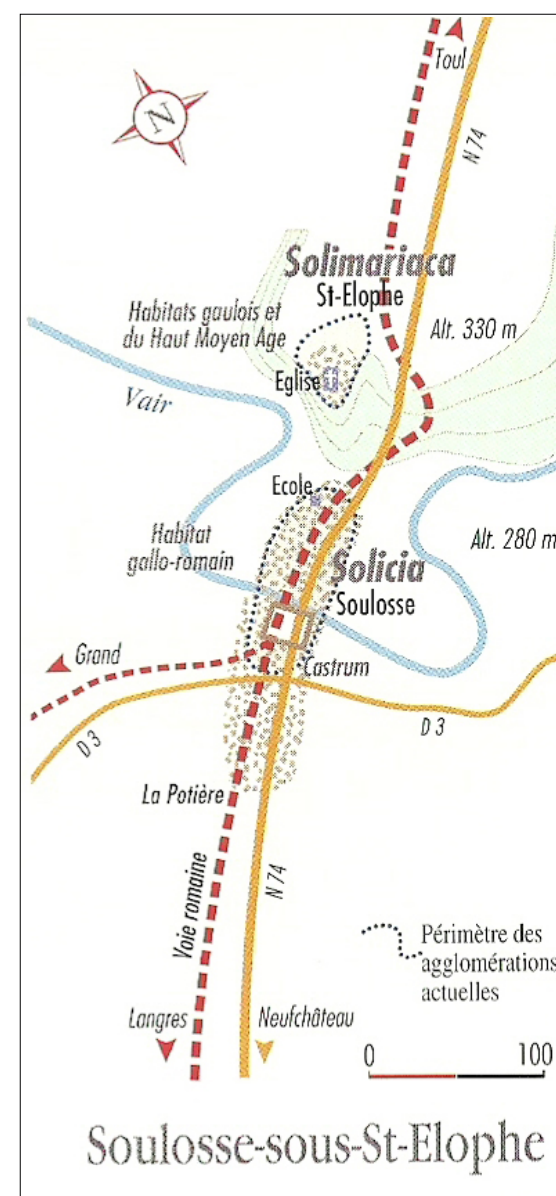 Toul
N
N 74
Solimariaca
St-Elophe
Habitats gaulois et
du Haut Moyen Age
Alt. 330 m
Eglise
Vair
Ecole
Habitat
gallo-romain
Alt. 280 m
Solicia
Soulosse
Grand
Castrum
D 3
D 3
La Potière
Voie romaine
N 74
Périmètre des
agglomérations
actuelles
Langres
Neufchâteau
0 100
Soulosse-sous-St-Elophe